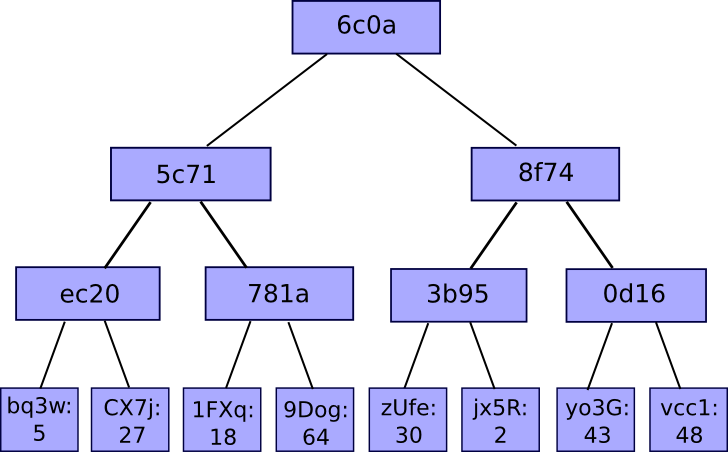 6c0a
5c71
8f74
ec20
781a
3b95
0d16
bq3w:
5
CX7j:
27
1FXq:
18
9Dog:
64
zUfe:
30
jx5R:
2
yo3G:
43
vcc1:
48